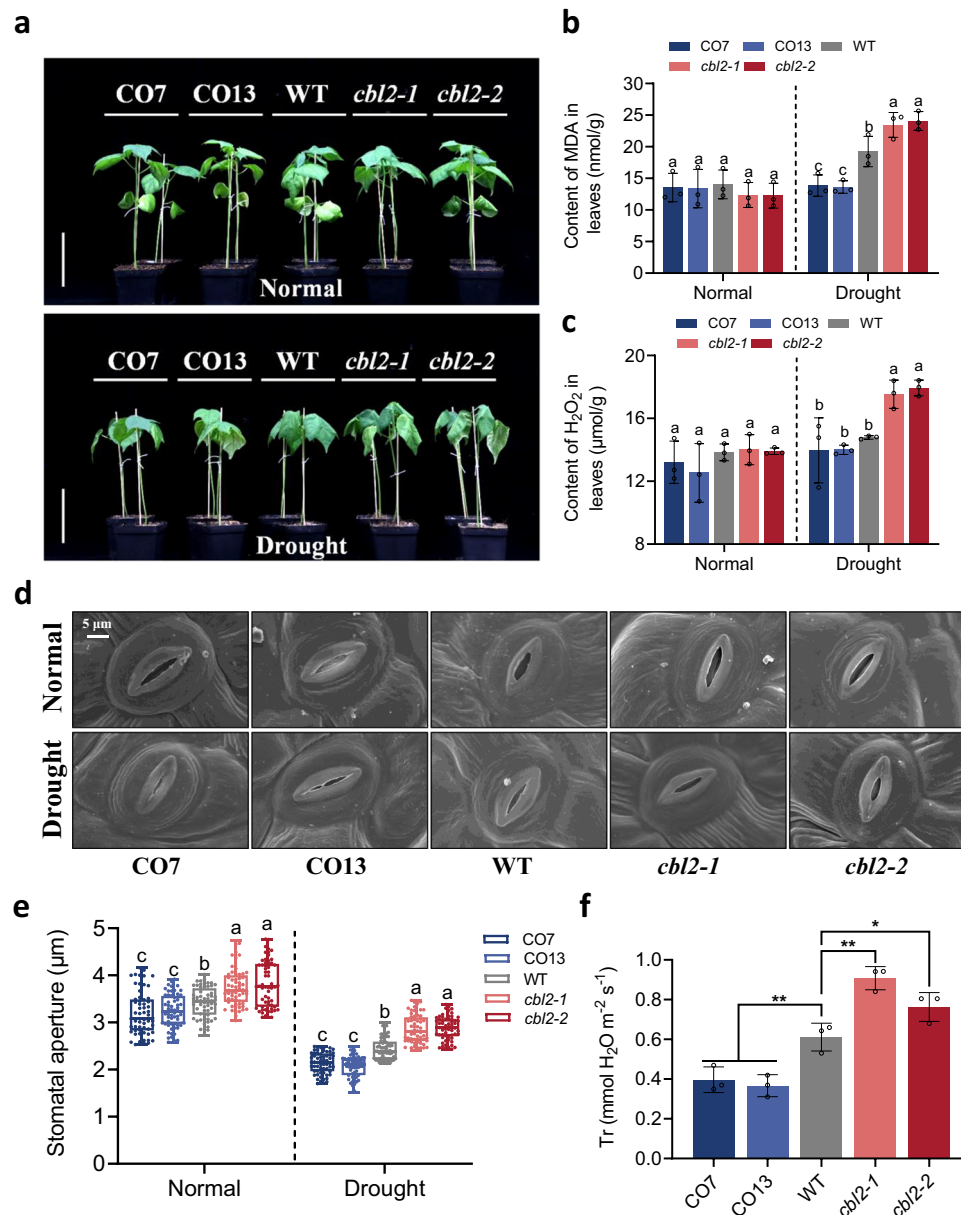 a
CO7 CO13 WT cbl2-1 cbl2-2
Normal
CO7 CO13 WT cbl2-1 cbl2-2
Drought
b
CO7 CO13 WT
cbl2-1 cbl2-2
Content of MDA in
leaves (nmol/g)
30
25
20
15
10
5
0
a a a a a
c c b a a
Normal Drought
c
CO7 CO13 WT
cbl2-1 cbl2-2
Content of H₂O₂ in
leaves (μmol/g)
20
16
12
8
a a a a a
b b b a a
Normal Drought
d
5 μm
Normal
Drought
CO7 CO13 WT cbl2-1 cbl2-2
e
Stomatal aperture (μm)
5
4
3
2
1
0
c c b a a
c c b a a
Normal Drought
CO7
CO13
WT
cbl2-1
cbl2-2
f
Tr (mmol H₂O m⁻² s⁻¹)
1.0
0.8
0.6
0.4
0.2
0.0
*
**
**
CO7 CO13 WT cbl2-1 cbl2-2